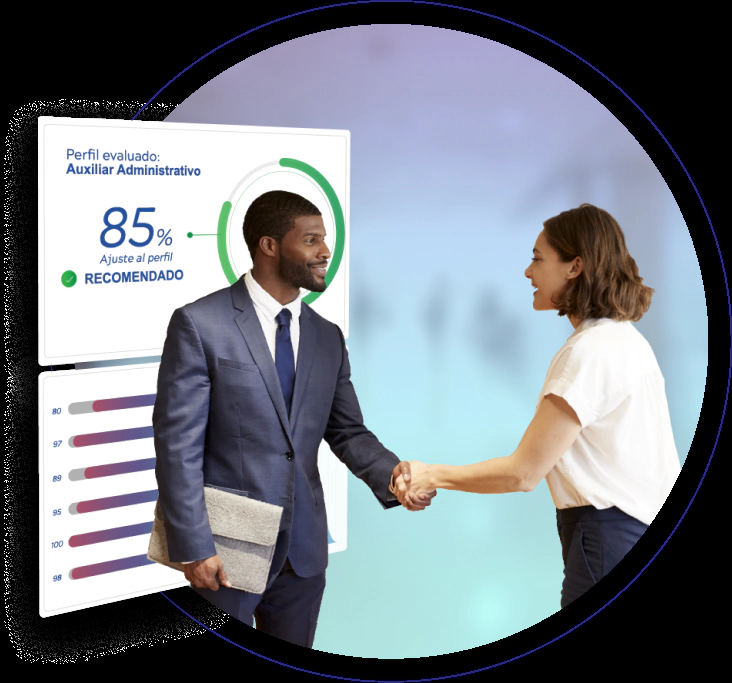 Perfil evaluado:
Auxiliar Administrativo
85%
Ajuste al perfil
RECOMENDADO
80
97
89
95
100
98